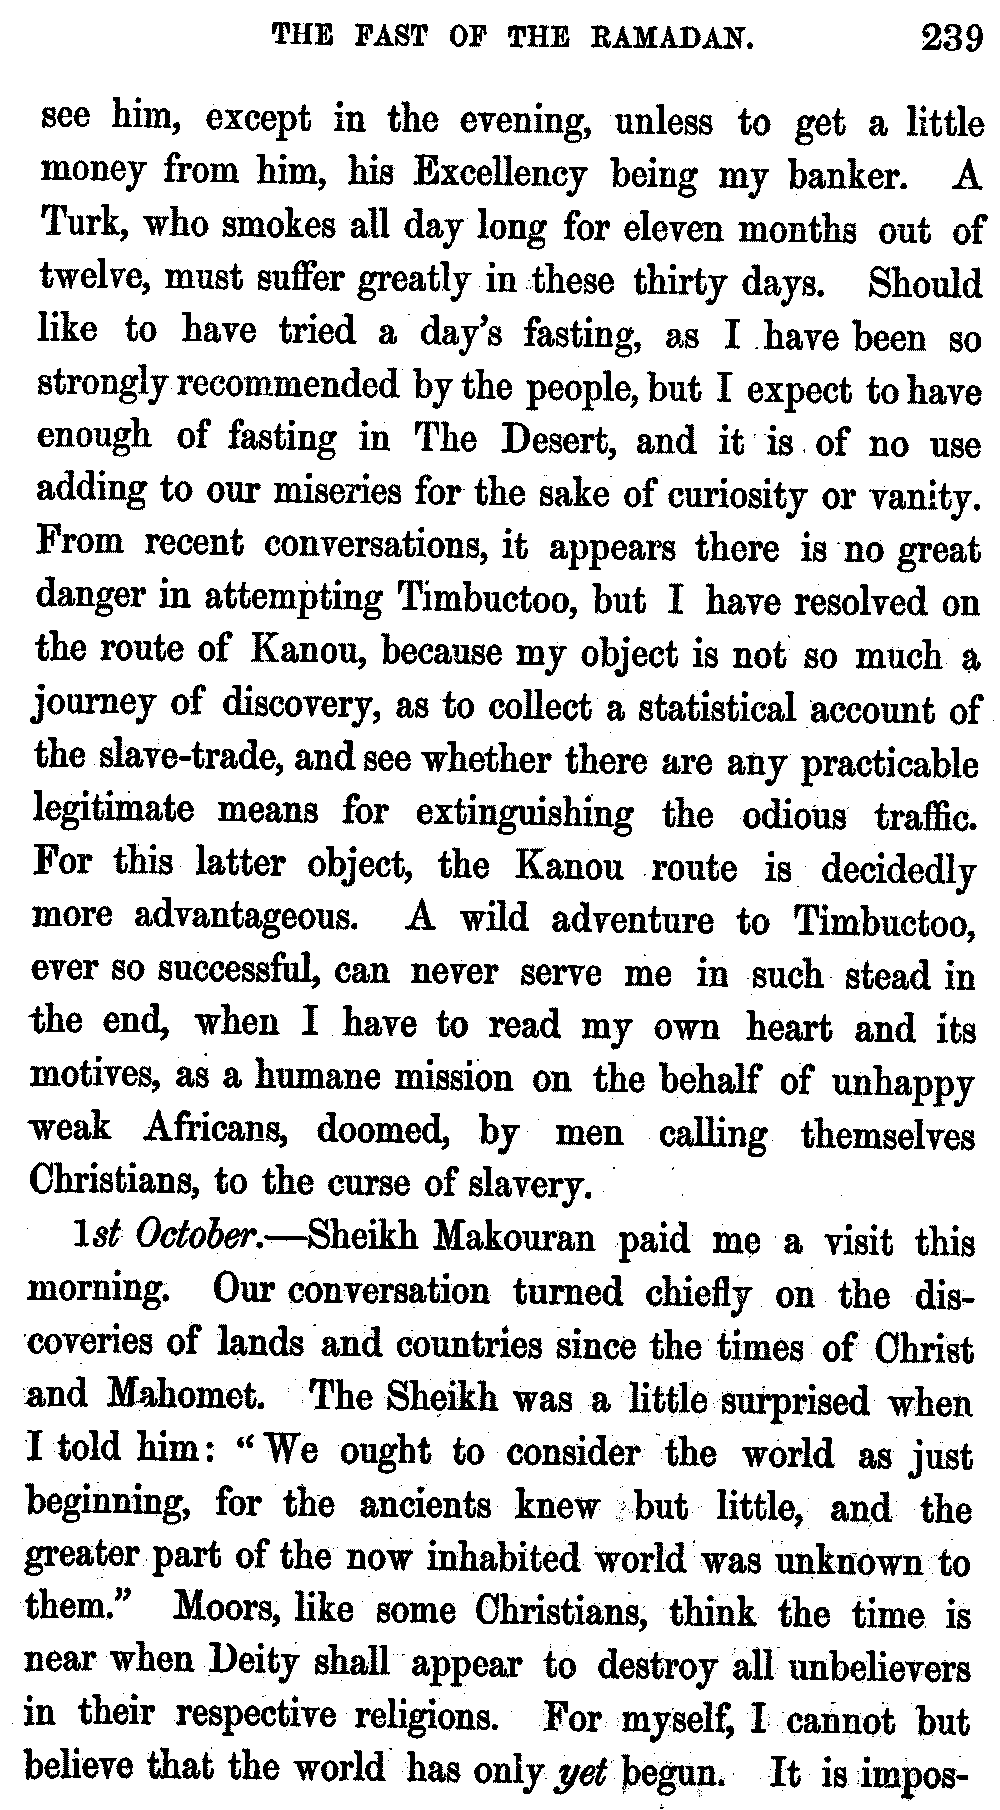 THE FAST OF THE RAMADAN. 239
see him, except in the evening, unless to get a little
money from him, his Excellency being my banker. A
Turk, who smokes all day long for eleven months out of
twelve, must suffer greatly in these thirty days. Should
like to have tried a day's fasting, as I have been so
strongly recommended by the people, but I expect to have
enough of fasting in The Desert, and it is of no use
adding to our miseries for the sake of curiosity or vanity.
From recent conversations, it appears there is no great
danger in attempting Timbuctoo, but I have resolved on
the route of Kanou, because my object is not so much a
journey of discovery, as to collect a statistical account of
the slave-trade, and see whether there are any practicable
legitimate means for extinguishing the odious traffic.
For this latter object, the Kanou route is decidedly
more advantageous. A wild adventure to Timbuctoo,
ever so successful, can never serve me in such stead in
the end, when I have to read my own heart and its
motives, as a humane mission on the behalf of unhappy
weak Africans, doomed, by men calling themselves
Christians, to the curse of slavery.
1st October.—Sheikh Makouran paid me a visit this
morning. Our conversation turned chiefly on the dis-
coveries of lands and countries since the times of Christ
and Mahomet. The Sheikh was a little surprised when
I told him: "We ought to consider the world as just
beginning, for the ancients knew but little, and the
greater part of the now inhabited world was unknown to
them." Moors, like some Christians, think the time is
near when Deity shall appear to destroy all unbelievers
in their respective religions. For myself, I cannot but
believe that the world has only yet begun. It is impos-